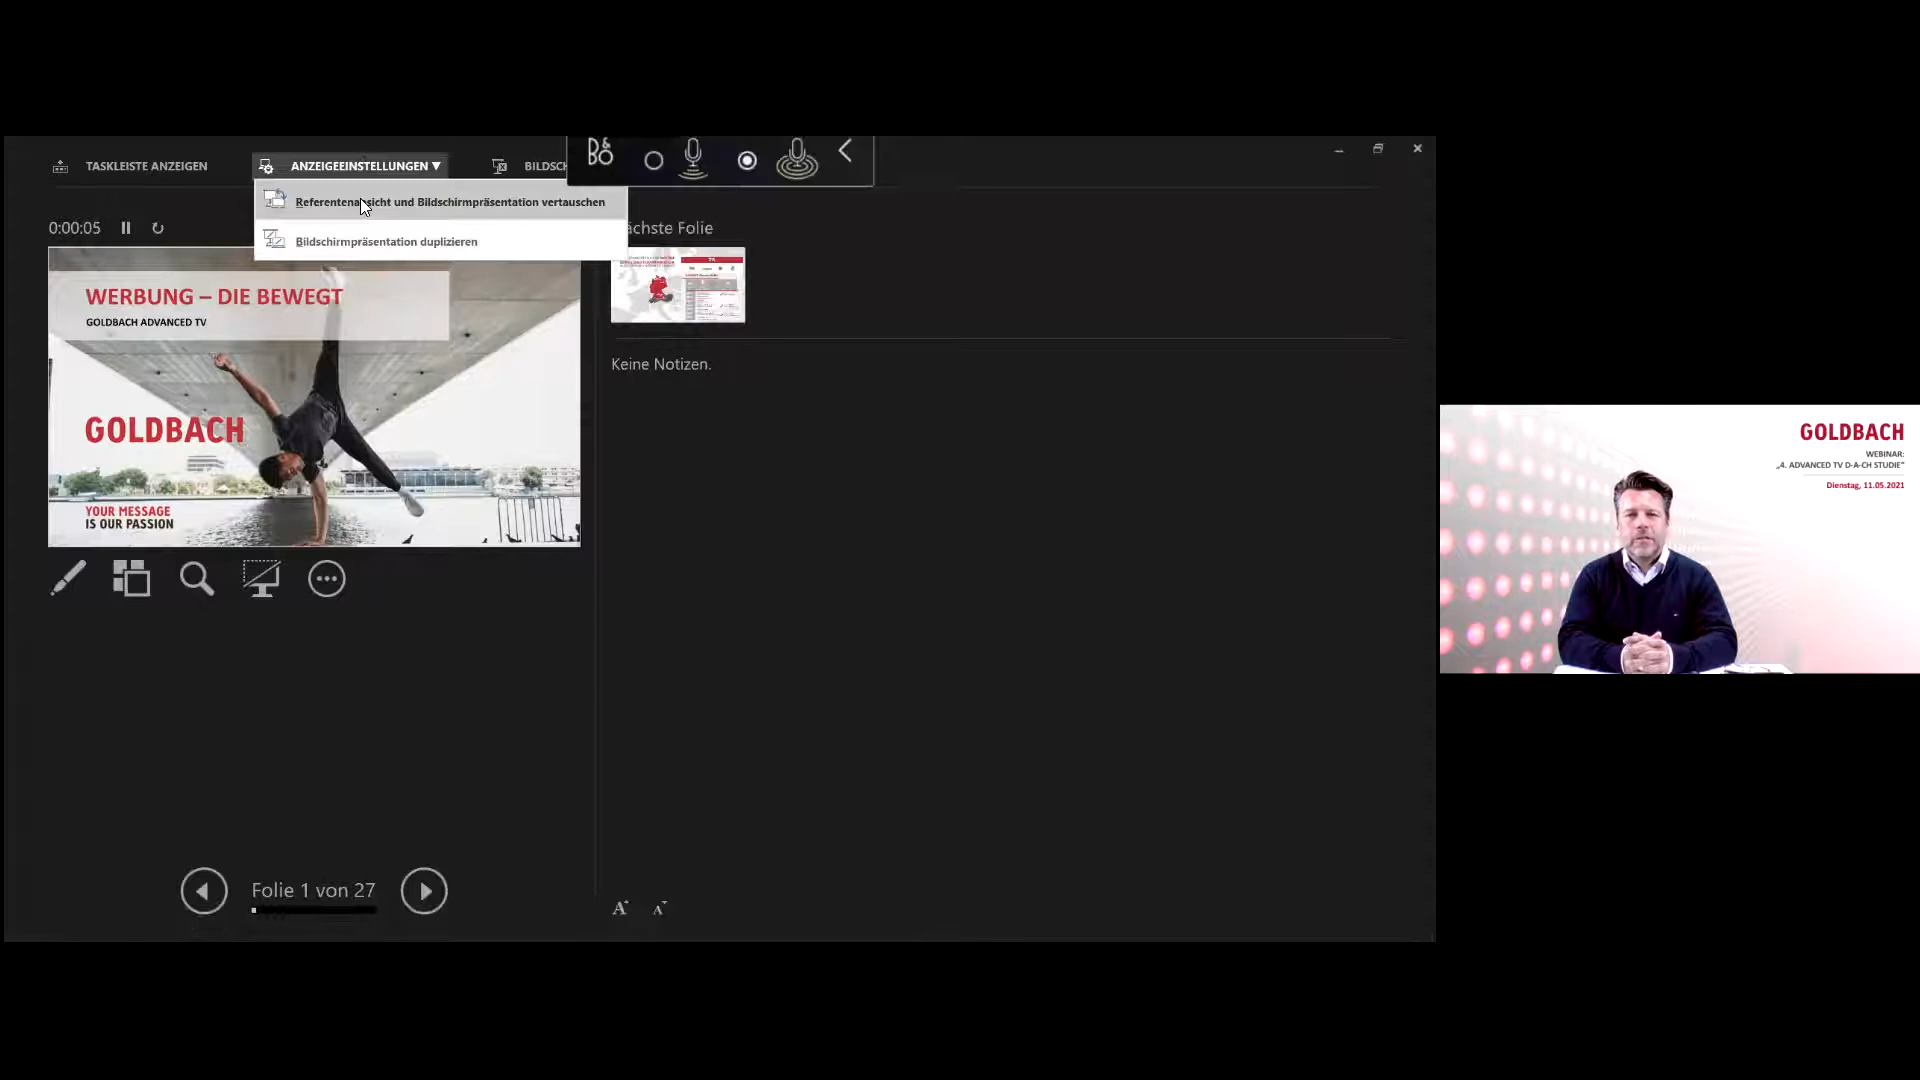 TASKLEISTE ANZEIGEN
ANZEIGEEINSTELLUNGEN ▼
B&O
Referentenansicht und Bildschirmpräsentation vertauschen
Bildschirmpräsentation duplizieren
0:00:05
Folie
WERBUNG – DIE BEWEGT
GOLDBACH ADVANCED TV
GOLDBACH
YOUR MESSAGE
IS OUR PASSION
Keine Notizen.
Folie 1 von 27
A A
GOLDBACH
WEBINAR:
„4. ADVANCED TV D-A-CH STUDIE“
Dienstag, 11.05.2021